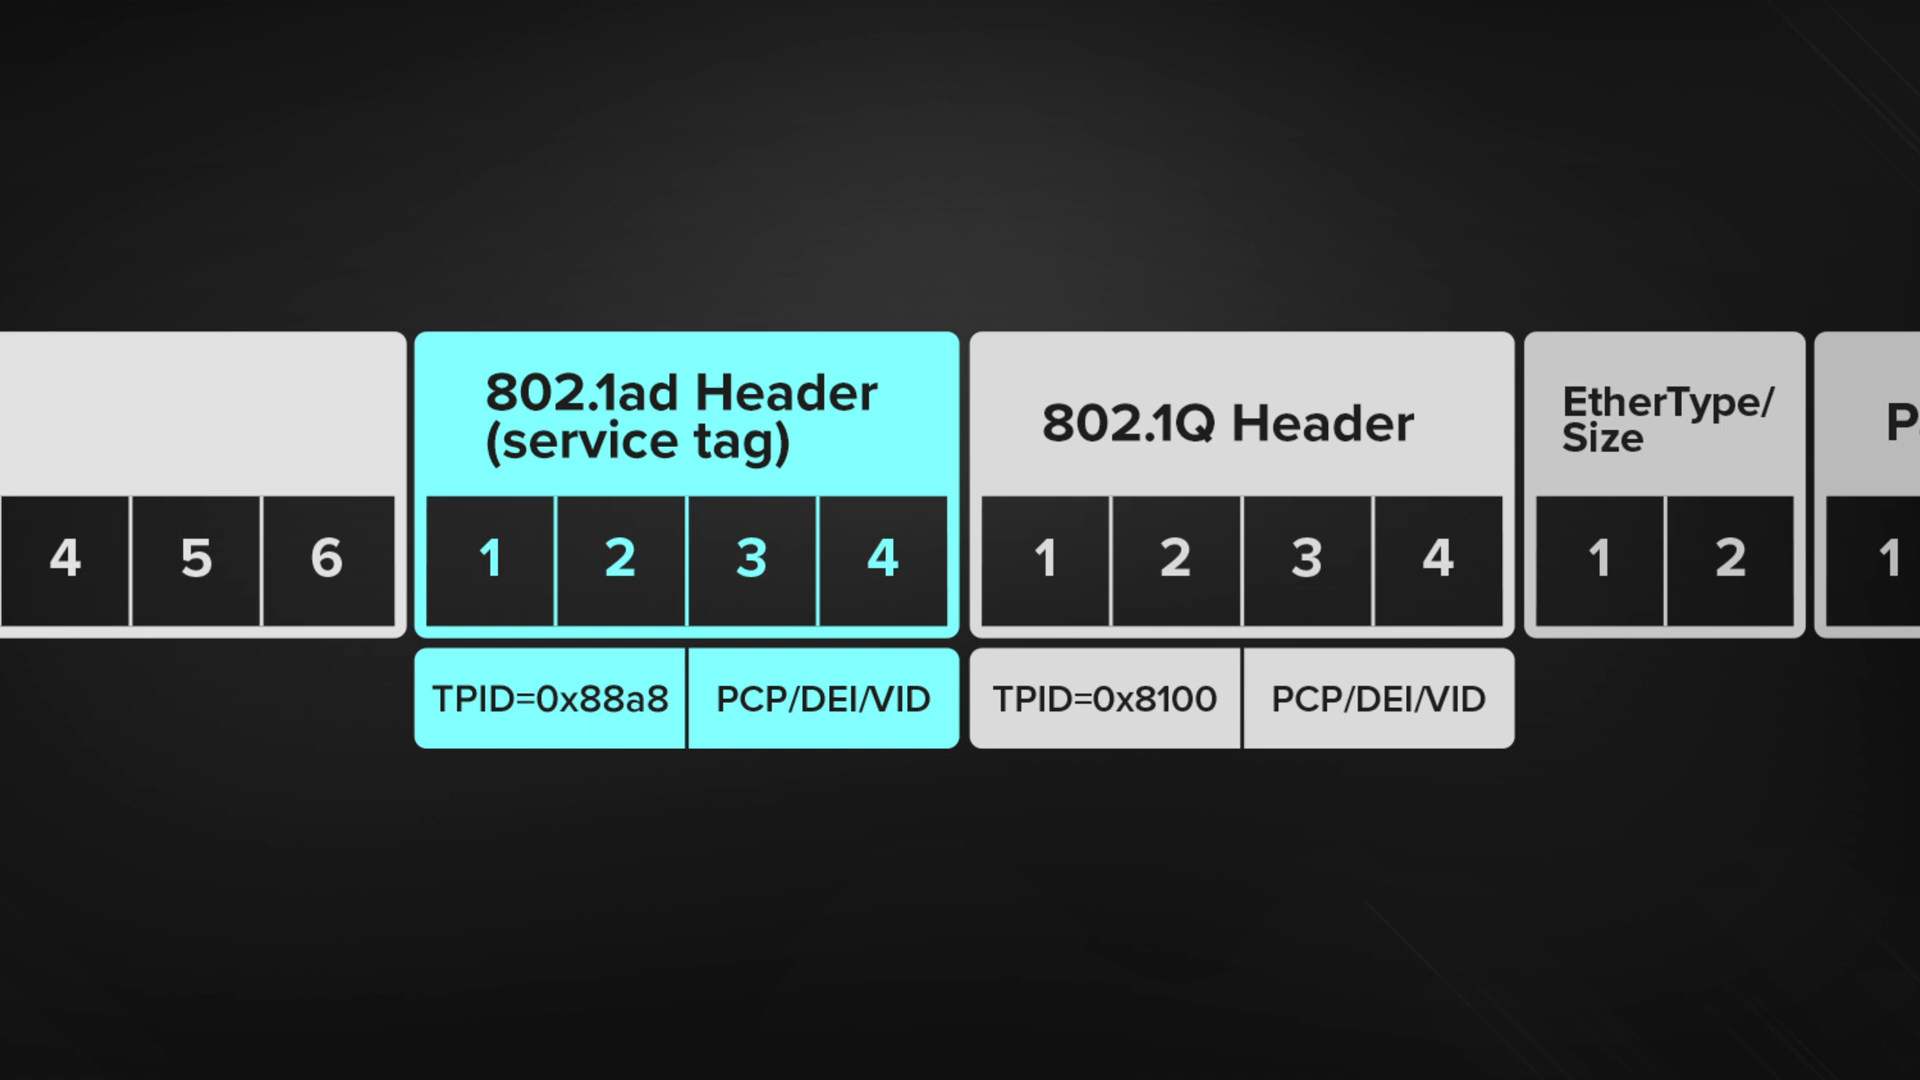 802.1ad Header
(service tag)
802.1Q Header
EtherType/
Size
4 5 6 1 2 3 4 1 2 3 4 1 2 1
TPID=0x88a8 PCP/DEI/VID TPID=0x8100 PCP/DEI/VID